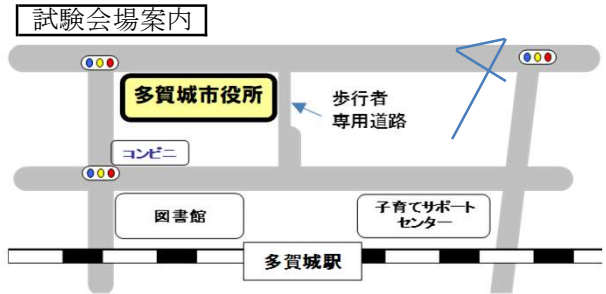 試験会場案内
多賀城市役所
歩行者
専用道路
コンビニ
図書館
子育てサポート
センター
多賀城駅